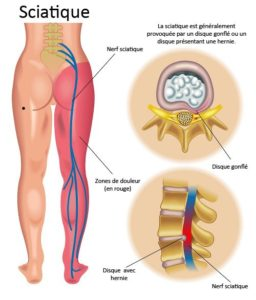 Sciatique
La sciatique est généralement
provoquée par un disque gonflé ou un
disque présentant une hernie.
Nerf sciatique
Disque gonflé
Zones de douleur
(en rouge)
Disque avec
hernie
Nerf sciatique